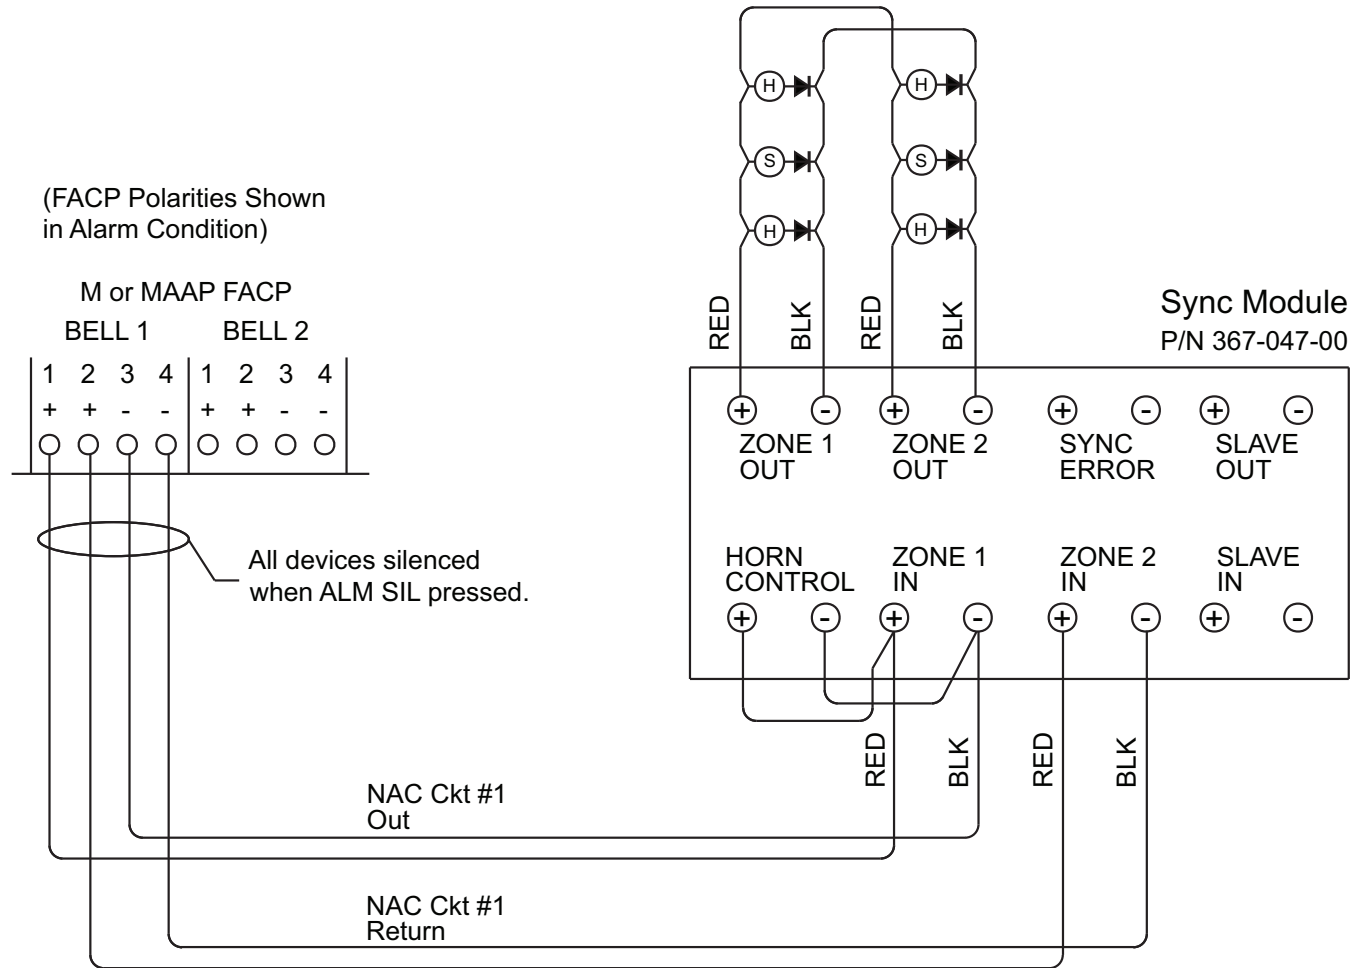 H
H
S
S
H
H
(FACP Polarities Shown
in Alarm Condition)
M or MAAP FACP
BELL 1
BELL 2
1 2 3 4 1 2 3 4
+ + - - + + - -
RED
BLK
RED
BLK
Sync Module
P/N 367-047-00
+ - + - + - + -
ZONE 1
OUT
ZONE 2
OUT
SYNC
ERROR
SLAVE
OUT
All devices silenced
when ALM SIL pressed.
HORN
CONTROL
ZONE 1
IN
ZONE 2
IN
SLAVE
IN
+ - + - + - + -
RED
BLK
RED
BLK
NAC Ckt #1
Out
NAC Ckt #1
Return